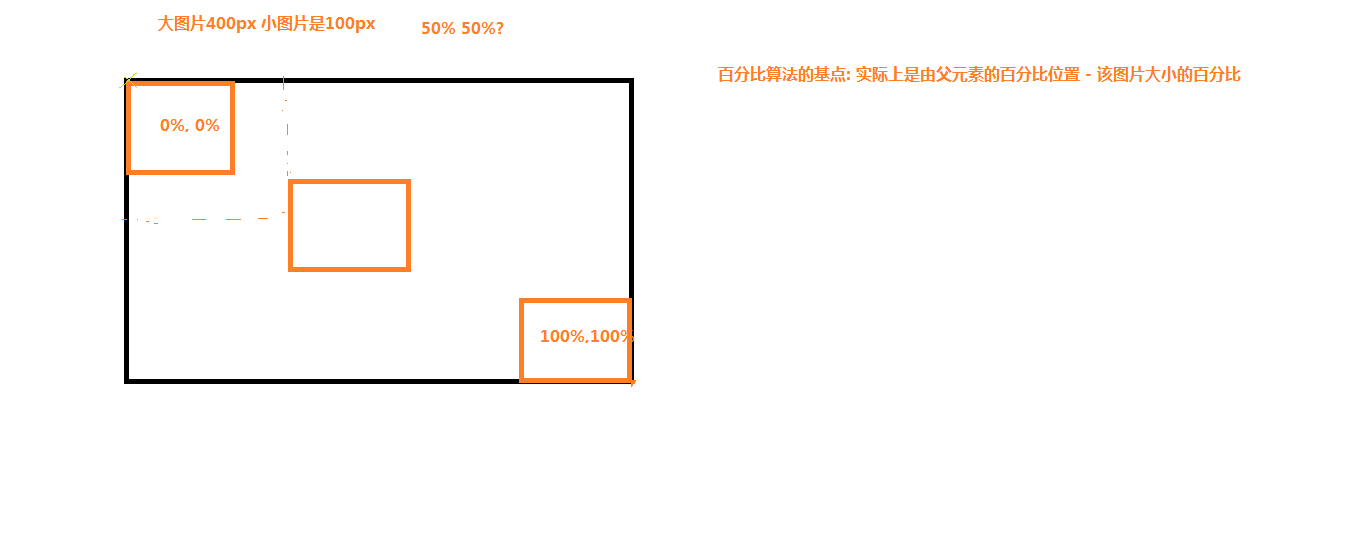 大图片400px 小图片是100px
50% 50%?
百分比算法的基点: 实际上是由父元素的百分比位置 - 该图片大小的百分比
0%, 0%
100%,100%